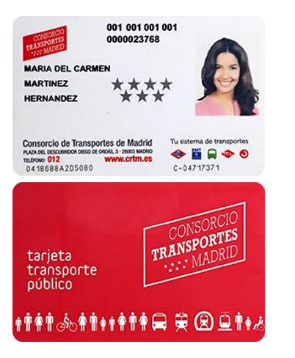 CONSORCIO
TRANSPORTES
MADRID
001 001 001 001
0000023768
MARIA DEL CARMEN
MARTINEZ
HERNANDEZ
Consorcio de Transportes de Madrid
PLAZA DEL DESCUBRIDOR DIEGO DE ORDÁS, 3 - 28003 MADRID
TELÉFONO: 012 www.crtm.es
0418688A2D5080
Tu sistema de transportes
C-04717371
CONSORCIO
TRANSPORTES
MADRID
tarjeta
transporte
público